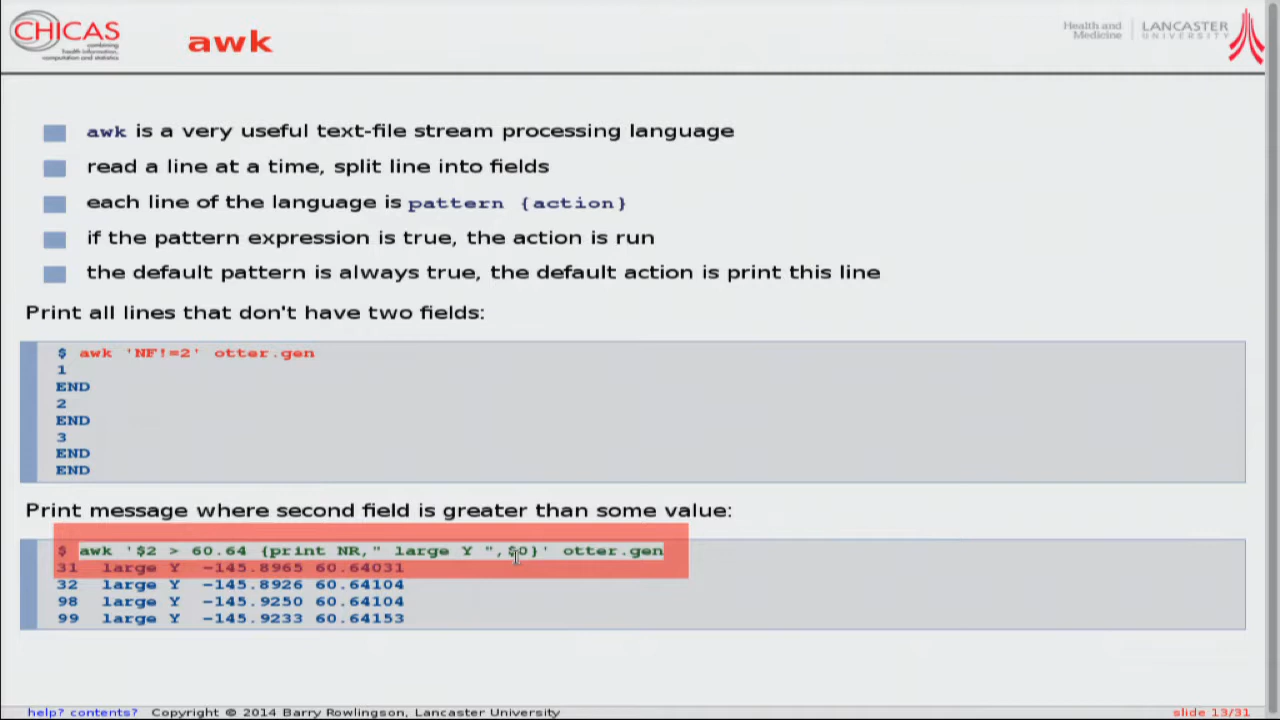 CHICAS
combining
health information,
computation and statistics
awk
Health and
Medicine
LANCASTER
UNIVERSITY
awk is a very useful text-file stream processing language
read a line at a time, split line into fields
each line of the language is pattern {action}
if the pattern expression is true, the action is run
the default pattern is always true, the default action is print this line
Print all lines that don't have two fields:
$ awk 'NF!=2' otter.gen
1
END
2
END
3
END
END
Print message where second field is greater than some value:
$ awk '$2 > 60.64 {print NR," large Y ",$0}' otter.gen
31  large Y  -145.8965 60.64031
32  large Y  -145.8926 60.64104
98  large Y  -145.9250 60.64104
99  large Y  -145.9233 60.64153
help? contents? Copyright © 2014 Barry Rowlingson, Lancaster University
slide 13/31